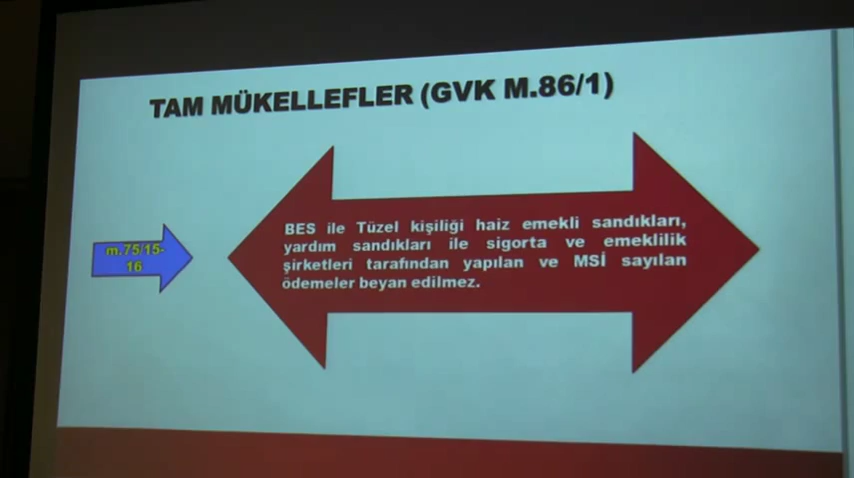 TAM MÜKELLEFLER (GVK M.86/1)
m.75/15-
16
BES ile Tüzel kişiliği haiz emekli sandıkları,
yardım sandıkları ile sigorta ve emeklilik
şirketleri tarafından yapılan ve MSİ sayılan
ödemeler beyan edilmez.